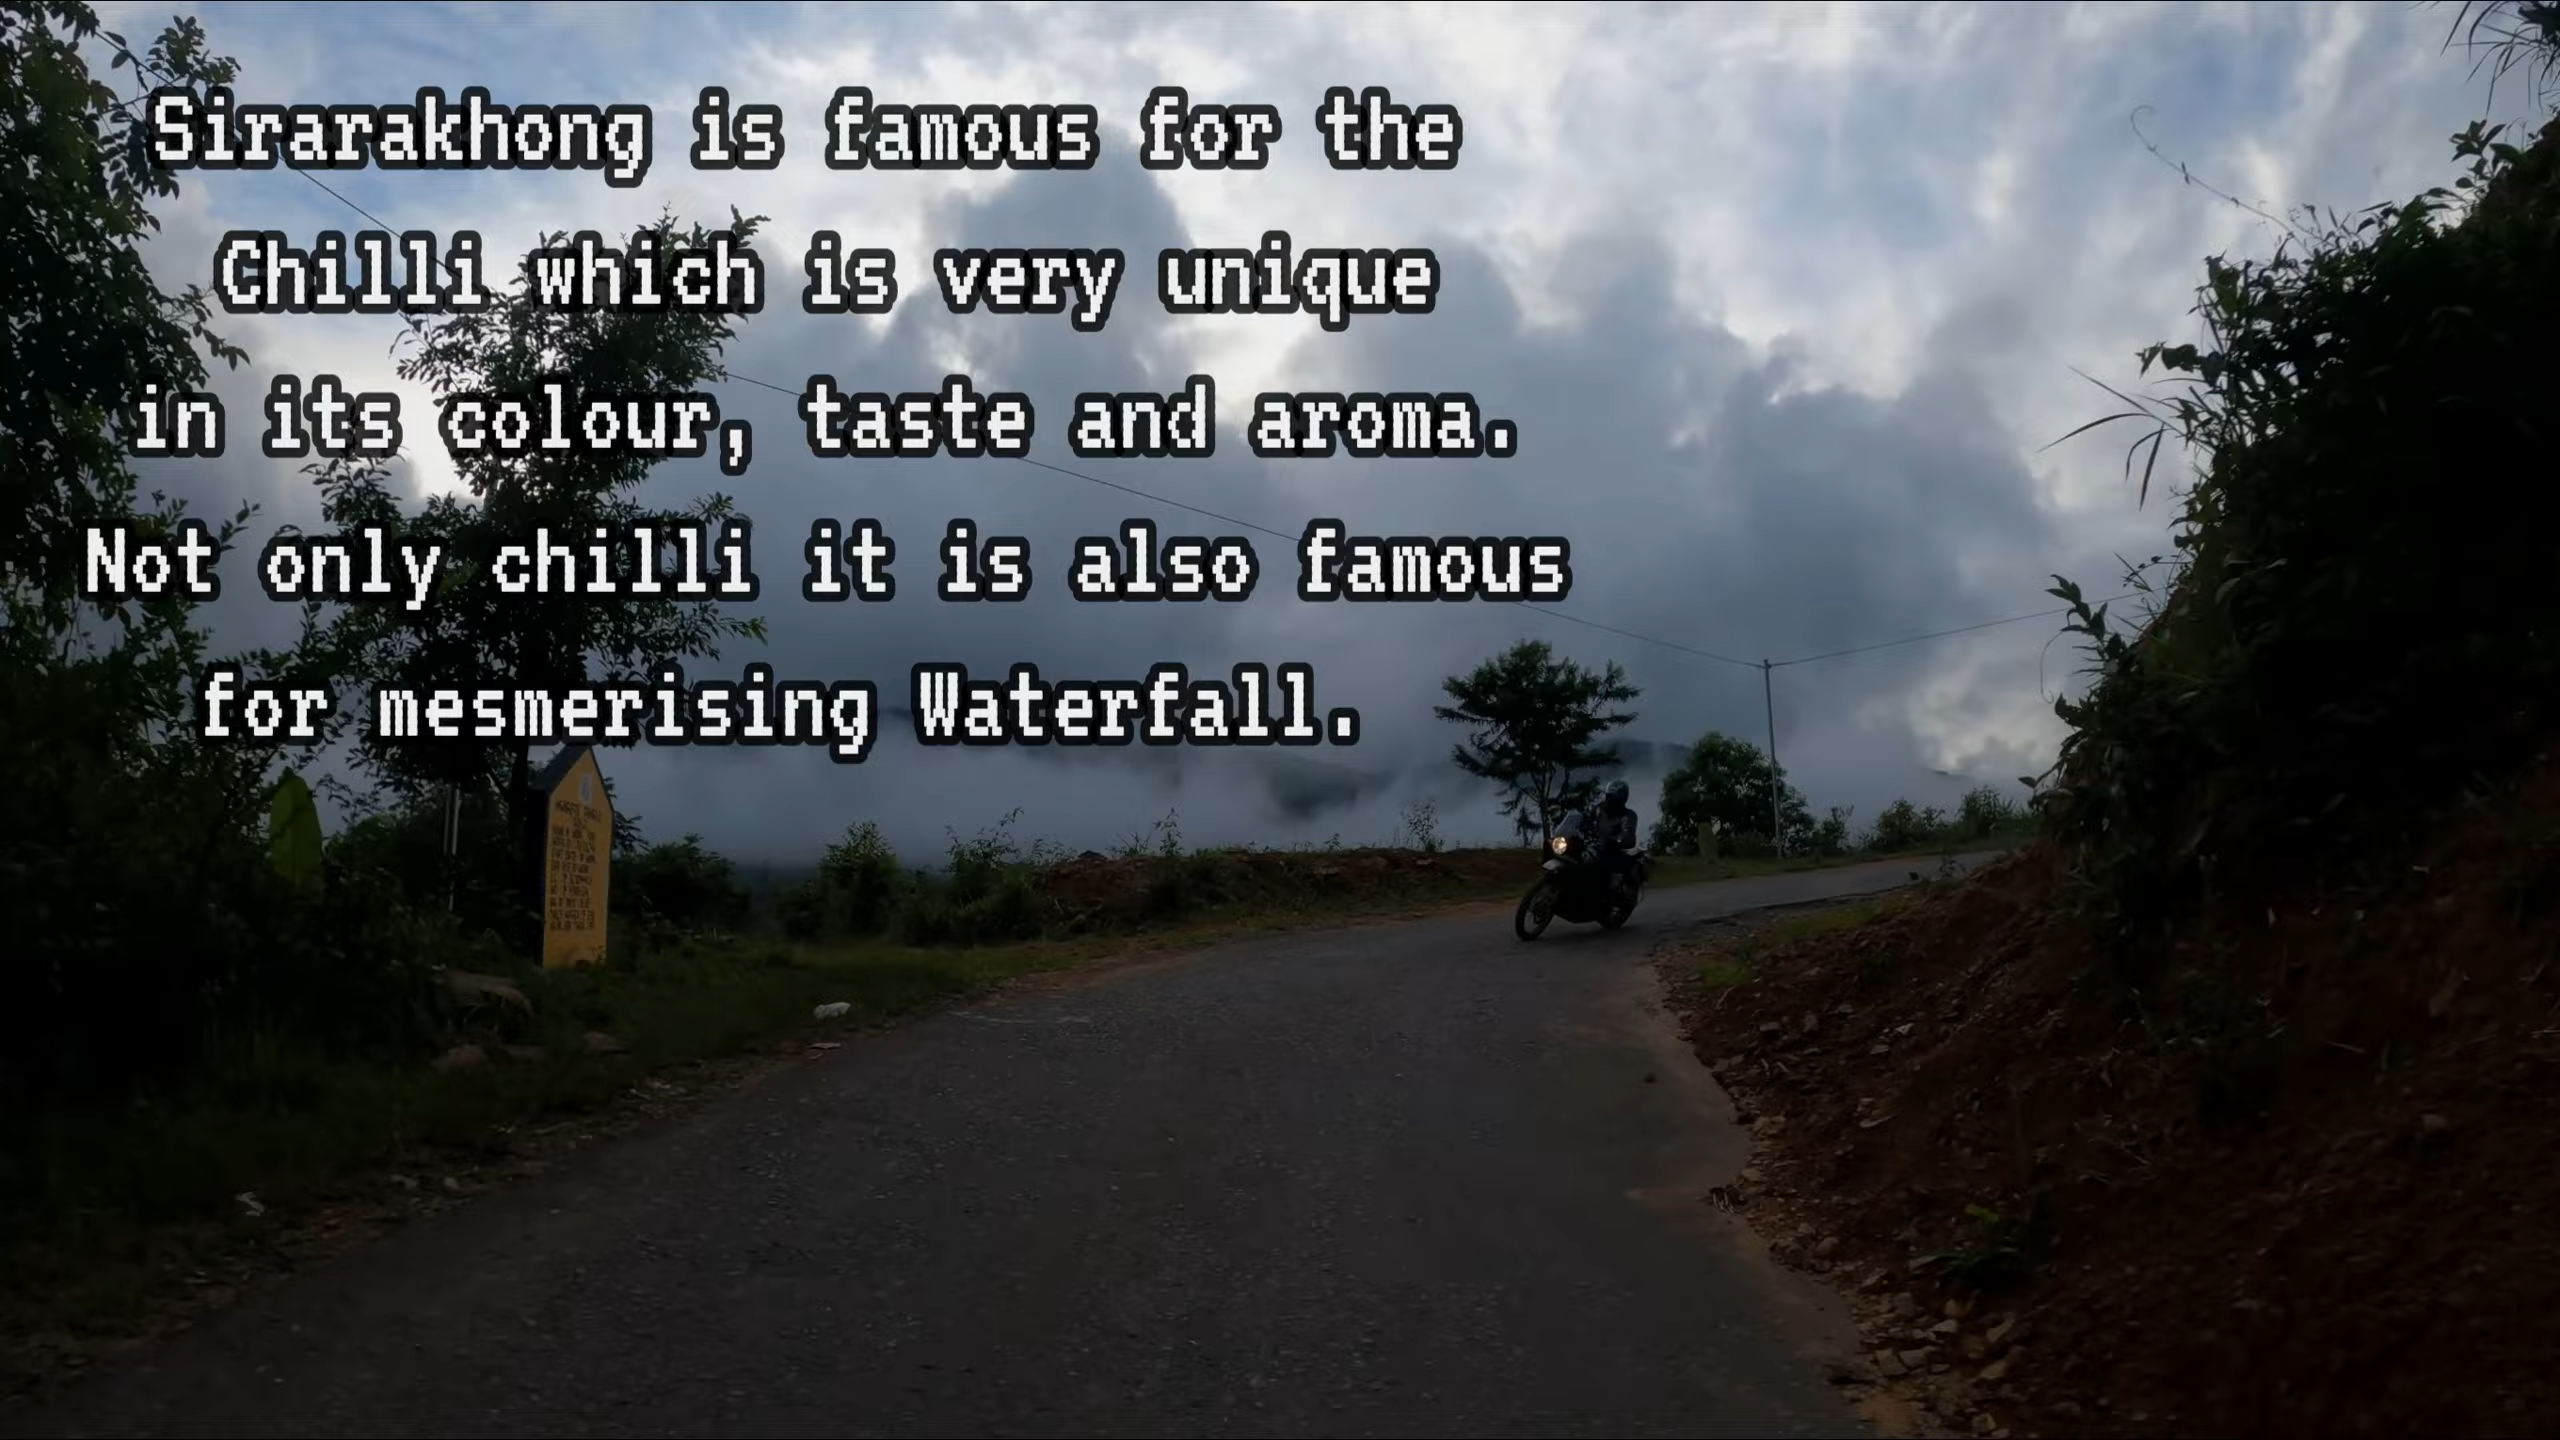 Sirarakhong is famous for the
Chilli which is very unique
in its colour, taste and aroma.
Not only chilli it is also famous
for mesmerising Waterfall.